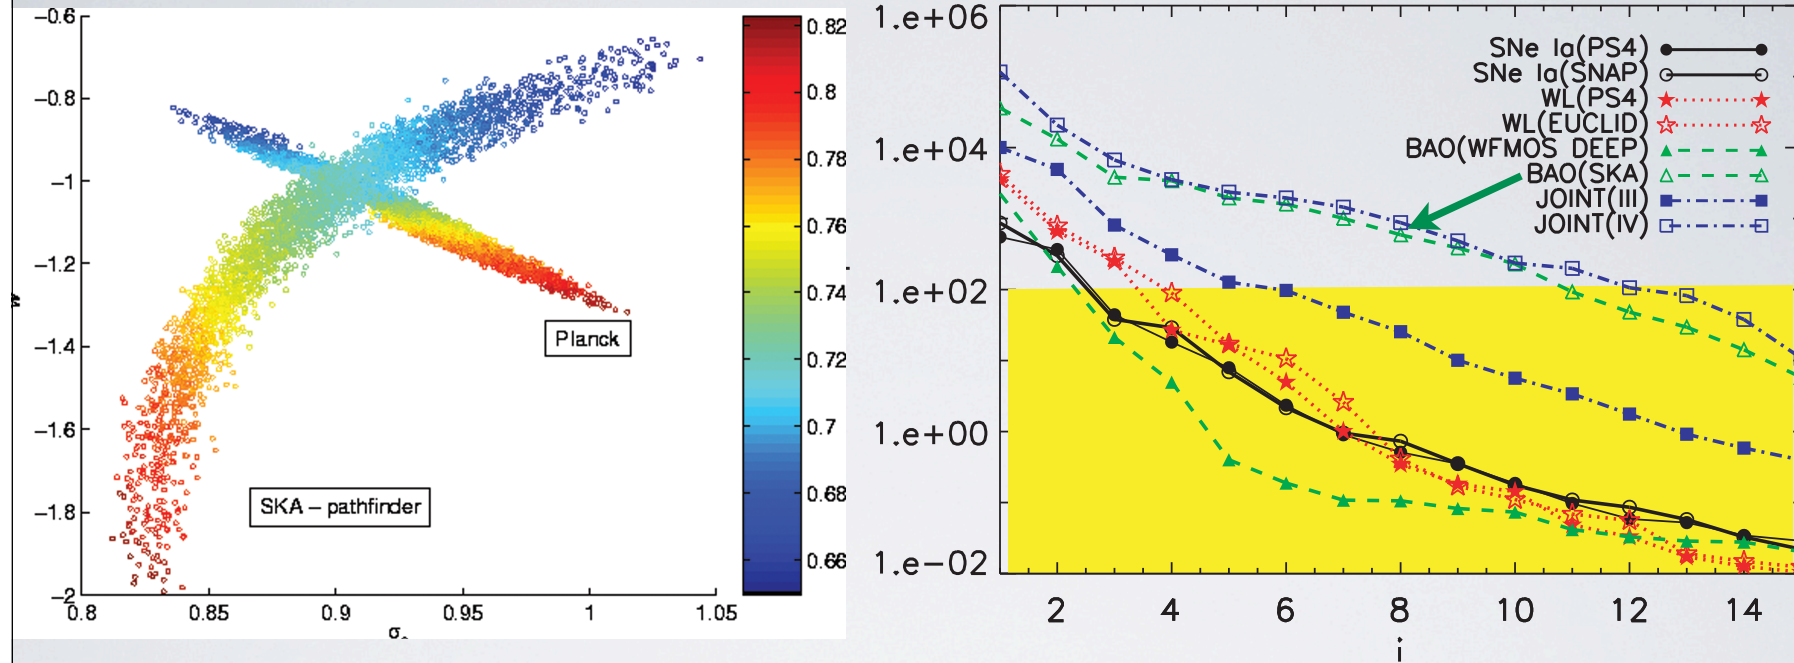 -0.6
-0.8
-1
-1.2
-1.4
-1.6
-1.8
-2
w
0.8
0.85
0.9
0.95
1
1.05
Planck
SKA – pathfinder
0.82
0.8
0.78
0.76
0.74
0.72
0.7
0.68
0.66
1.e+06
1.e+04
1.e+02
1.e+00
1.e-02
SNe Ia(PS4)
SNe Ia(SNAP)
WL(PS4)
WL(EUCLID)
BAO(WFMOS DEEP)
BAO(SKA)
JOINT(III)
JOINT(IV)
2
4
6
8
10
12
14
i